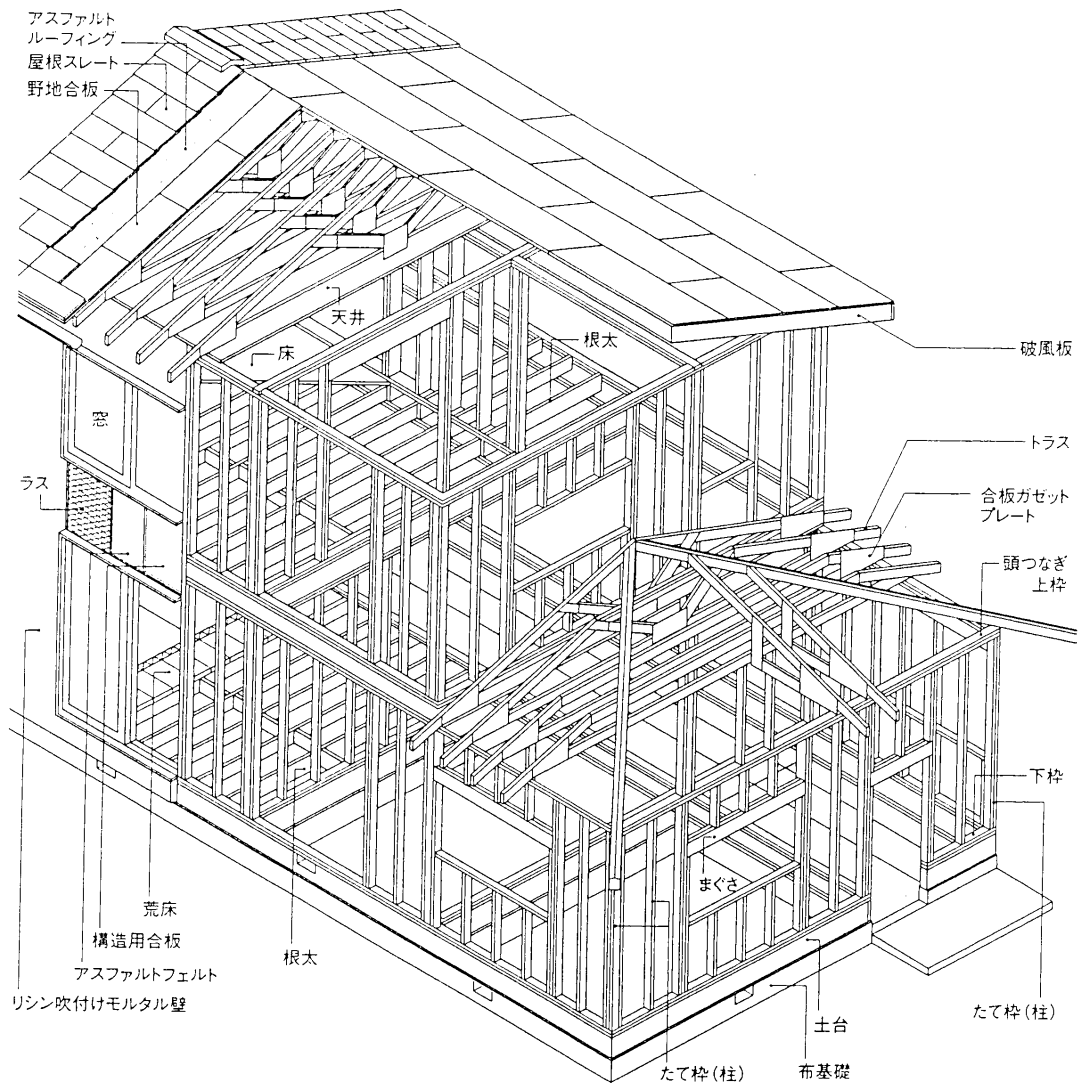 アスファルト
ルーフィング
屋根スレート
野地合板
天井
床
根太
破風板
窓
トラス
ラス
合板ガゼット
プレート
頭つなぎ
上枠
下枠
まぐさ
荒床
構造用合板
根太
アスファルトフェルト
リシン吹付けモルタル壁
たて枠(柱)
土台
たて枠(柱)
布基礎